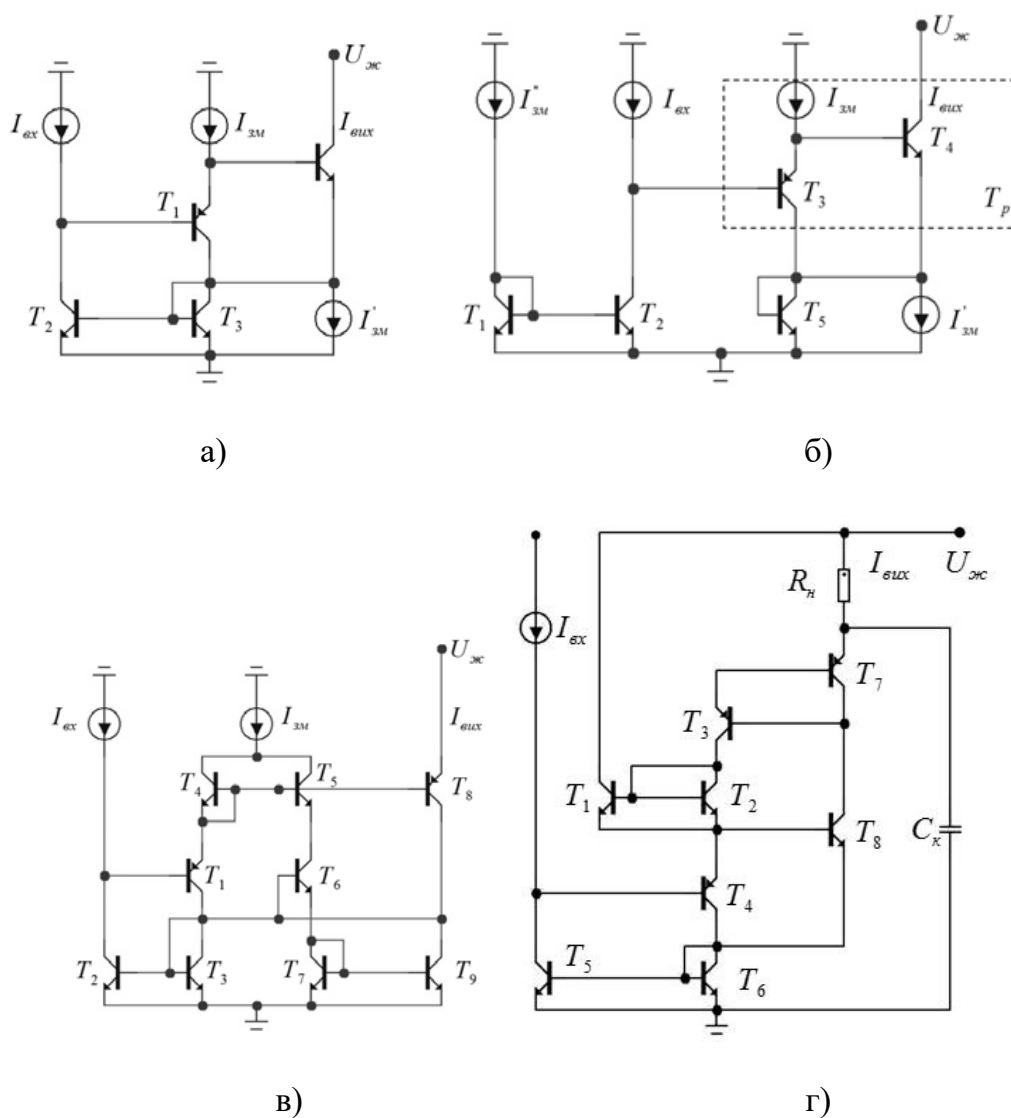 U_ж
I_вх
I_зм
I_вих
T_1
T_2
T_3
I'_зм
а)
U_ж
I''_зм
I_вх
I_зм
I_вих
T_4
T_3
T_p
T_1
T_2
T_5
I'_зм
б)
U_ж
I_вх
I_зм
I_вих
T_4
T_5
T_8
T_1
T_6
T_2
T_3
T_7
T_9
в)
I_вих
U_ж
R_н
I_вх
T_7
T_3
T_1
T_2
T_8
C_к
T_4
T_5
T_6
г)